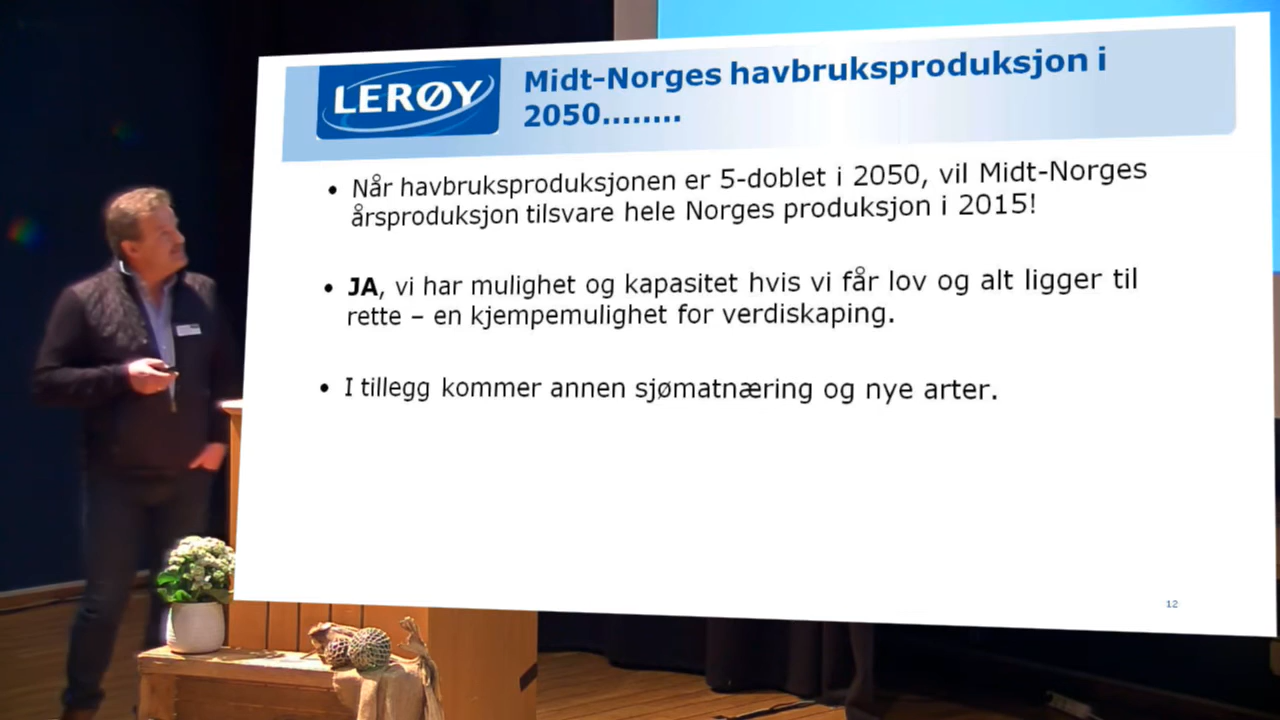 LERØY
Midt-Norges havbruksproduksjon i
2050........
• Når havbruksproduksjonen er 5-doblet i 2050, vil Midt-Norges
årsproduksjon tilsvare hele Norges produksjon i 2015!
• JA, vi har mulighet og kapasitet hvis vi får lov og alt ligger til
rette – en kjempemulighet for verdiskaping.
• I tillegg kommer annen sjømatnæring og nye arter.
12